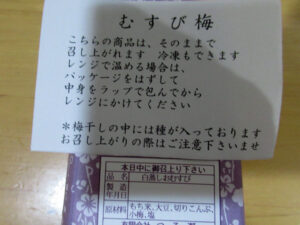 むすび梅
こちらの商品は、そのままで
召し上がれます 冷凍もできます
レンジで温める場合は、
パッケージをはずして
中身をラップで包んでから
レンジにかけてください
*梅干しの中には種が入っております
お召し上がりの際はご注意下さいませ
本日中に御召上り下さい
品名 白蒸しおむすび
製造年月日
原材料 もち米、大豆、切りこんぶ、
小梅、塩